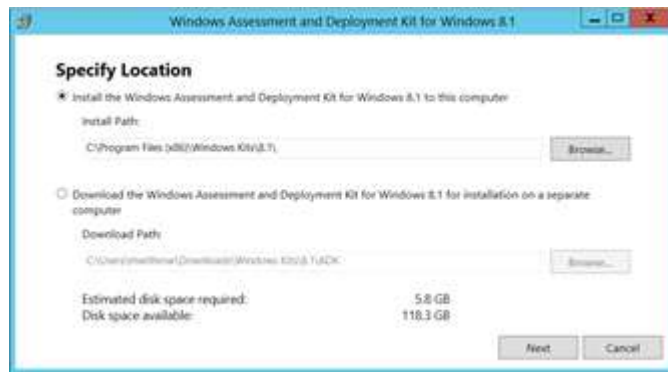 Windows Assessment and Deployment Kit for Windows 8.1
Specify Location
Install the Windows Assessment and Deployment Kit for Windows 8.1 to this computer
Install Path:
C:\Program Files (x86)\Windows Kits\8.1\
Browse...
Download the Windows Assessment and Deployment Kit for Windows 8.1 for installation on a separate
computer
Download Path:
Browse...
Estimated disk space required: 5.8 GB
Disk space available: 118.3 GB
Next Cancel